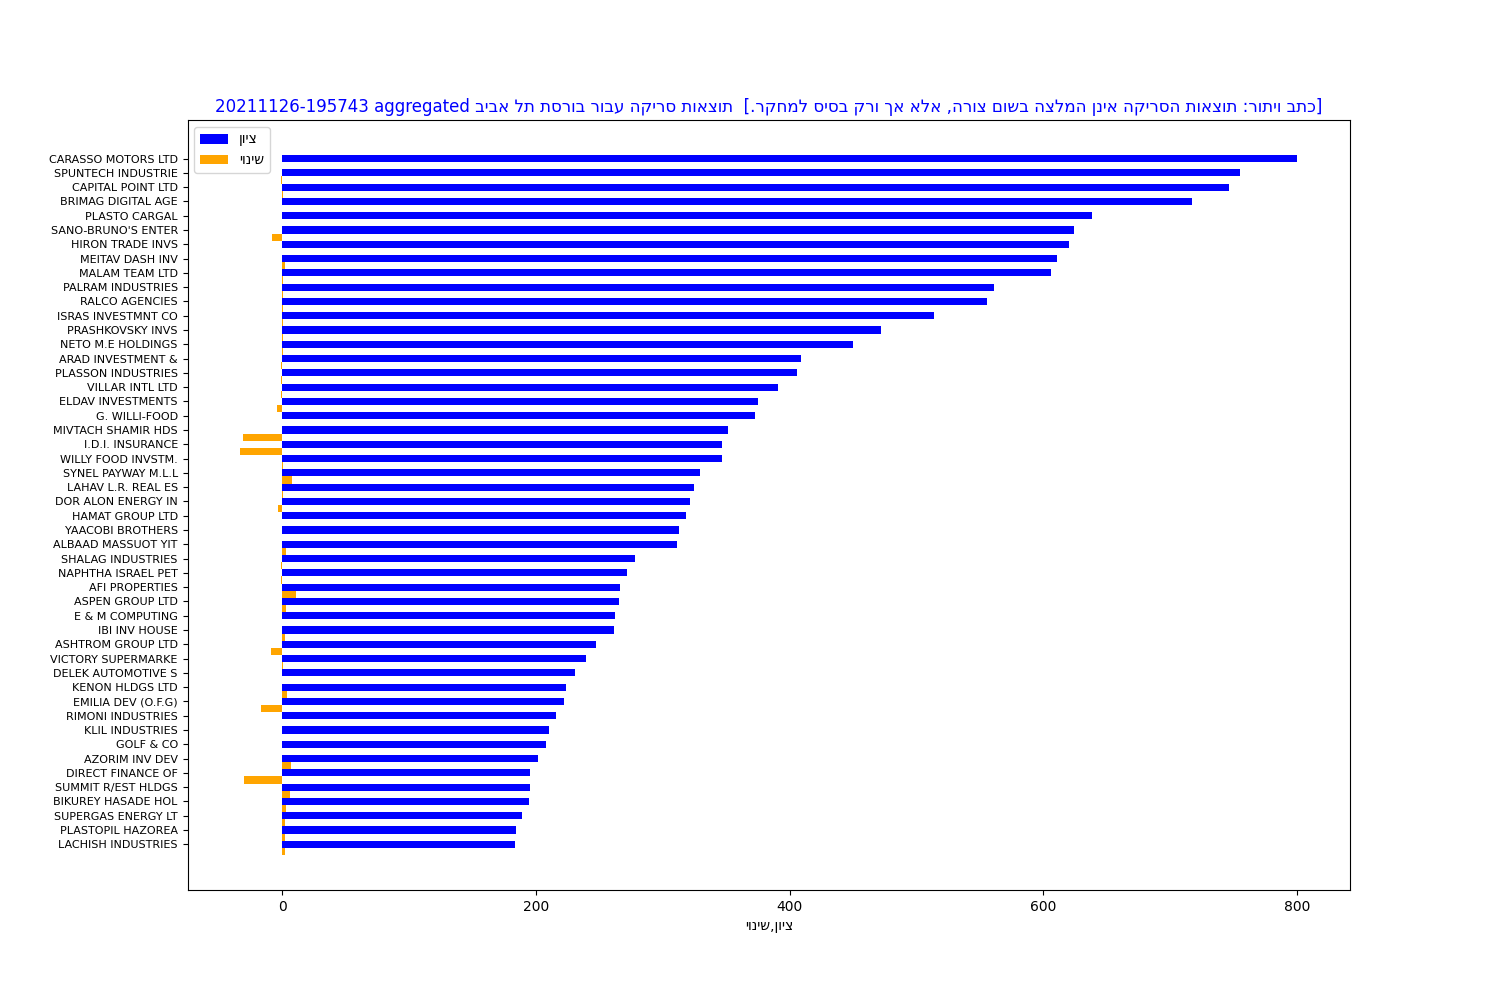 [כתב ויתור: תוצאות הסריקה אינן המלצה בשום צורה, אלא אך ורק בסיס למחקר.] תוצאות סריקה עבור בורסת תל אביב 20211126-195743 aggregated
ציון
שינוי
CARASSO MOTORS LTD
SPUNTECH INDUSTRIE
CAPITAL POINT LTD
BRIMAG DIGITAL AGE
PLASTO CARGAL
SANO-BRUNO'S ENTER
HIRON TRADE INVS
MEITAV DASH INV
MALAM TEAM LTD
PALRAM INDUSTRIES
RALCO AGENCIES
ISRAS INVESTMNT CO
PRASHKOVSKY INVS
NETO M.E HOLDINGS
ARAD INVESTMENT &
PLASSON INDUSTRIES
VILLAR INTL LTD
ELDAV INVESTMENTS
G. WILLI-FOOD
MIVTACH SHAMIR HDS
I.D.I. INSURANCE
WILLY FOOD INVSTM.
SYNEL PAYWAY M.L.L
LAHAV L.R. REAL ES
DOR ALON ENERGY IN
HAMAT GROUP LTD
YAACOBI BROTHERS
ALBAAD MASSUOT YIT
SHALAG INDUSTRIES
NAPHTHA ISRAEL PET
AFI PROPERTIES
ASPEN GROUP LTD
E & M COMPUTING
IBI INV HOUSE
ASHTROM GROUP LTD
VICTORY SUPERMARKE
DELEK AUTOMOTIVE S
KENON HLDGS LTD
EMILIA DEV (O.F.G)
RIMONI INDUSTRIES
KLIL INDUSTRIES
GOLF & CO
AZORIM INV DEV
DIRECT FINANCE OF
SUMMIT R/EST HLDGS
BIKUREY HASADE HOL
SUPERGAS ENERGY LT
PLASTOPIL HAZOREA
LACHISH INDUSTRIES
0 200 400 600 800
ציון,שינוי